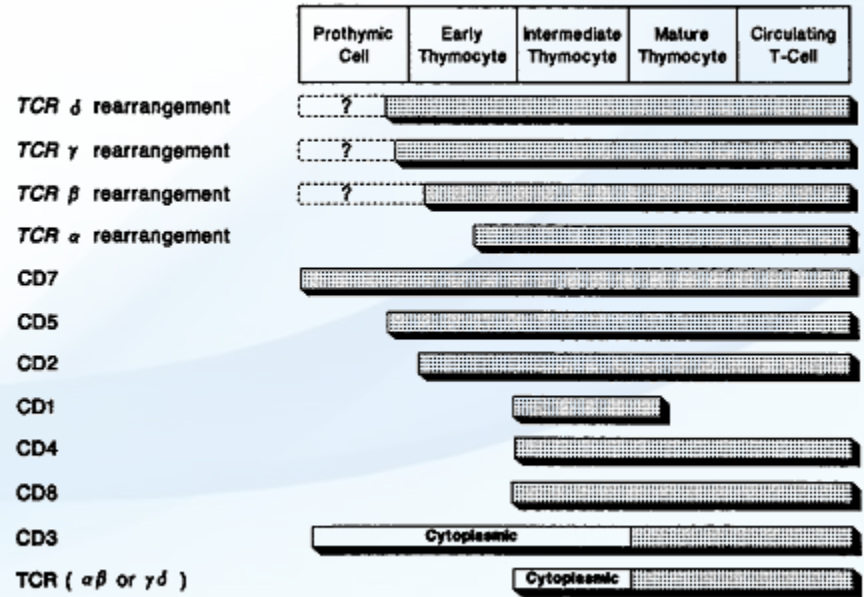 Prothymic Cell Early Thymocyte Intermediate Thymocyte Mature Thymocyte Circulating T-Cell
TCR δ rearrangement ?
TCR γ rearrangement ?
TCR β rearrangement ?
TCR α rearrangement
CD7
CD5
CD2
CD1
CD4
CD8
CD3 Cytoplasmic
TCR ( αβ or γδ ) Cytoplasmic